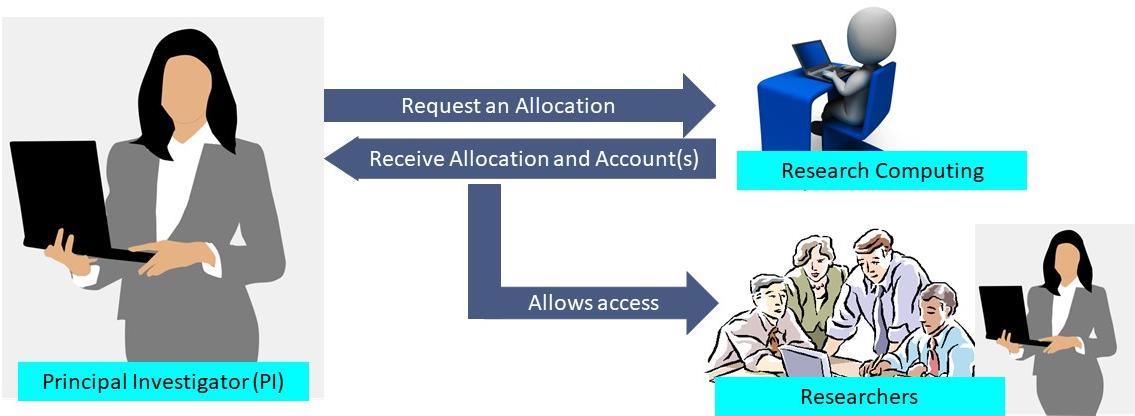 Request an Allocation
Receive Allocation and Account(s)
Research Computing
Allows access
Principal Investigator (PI)
Researchers